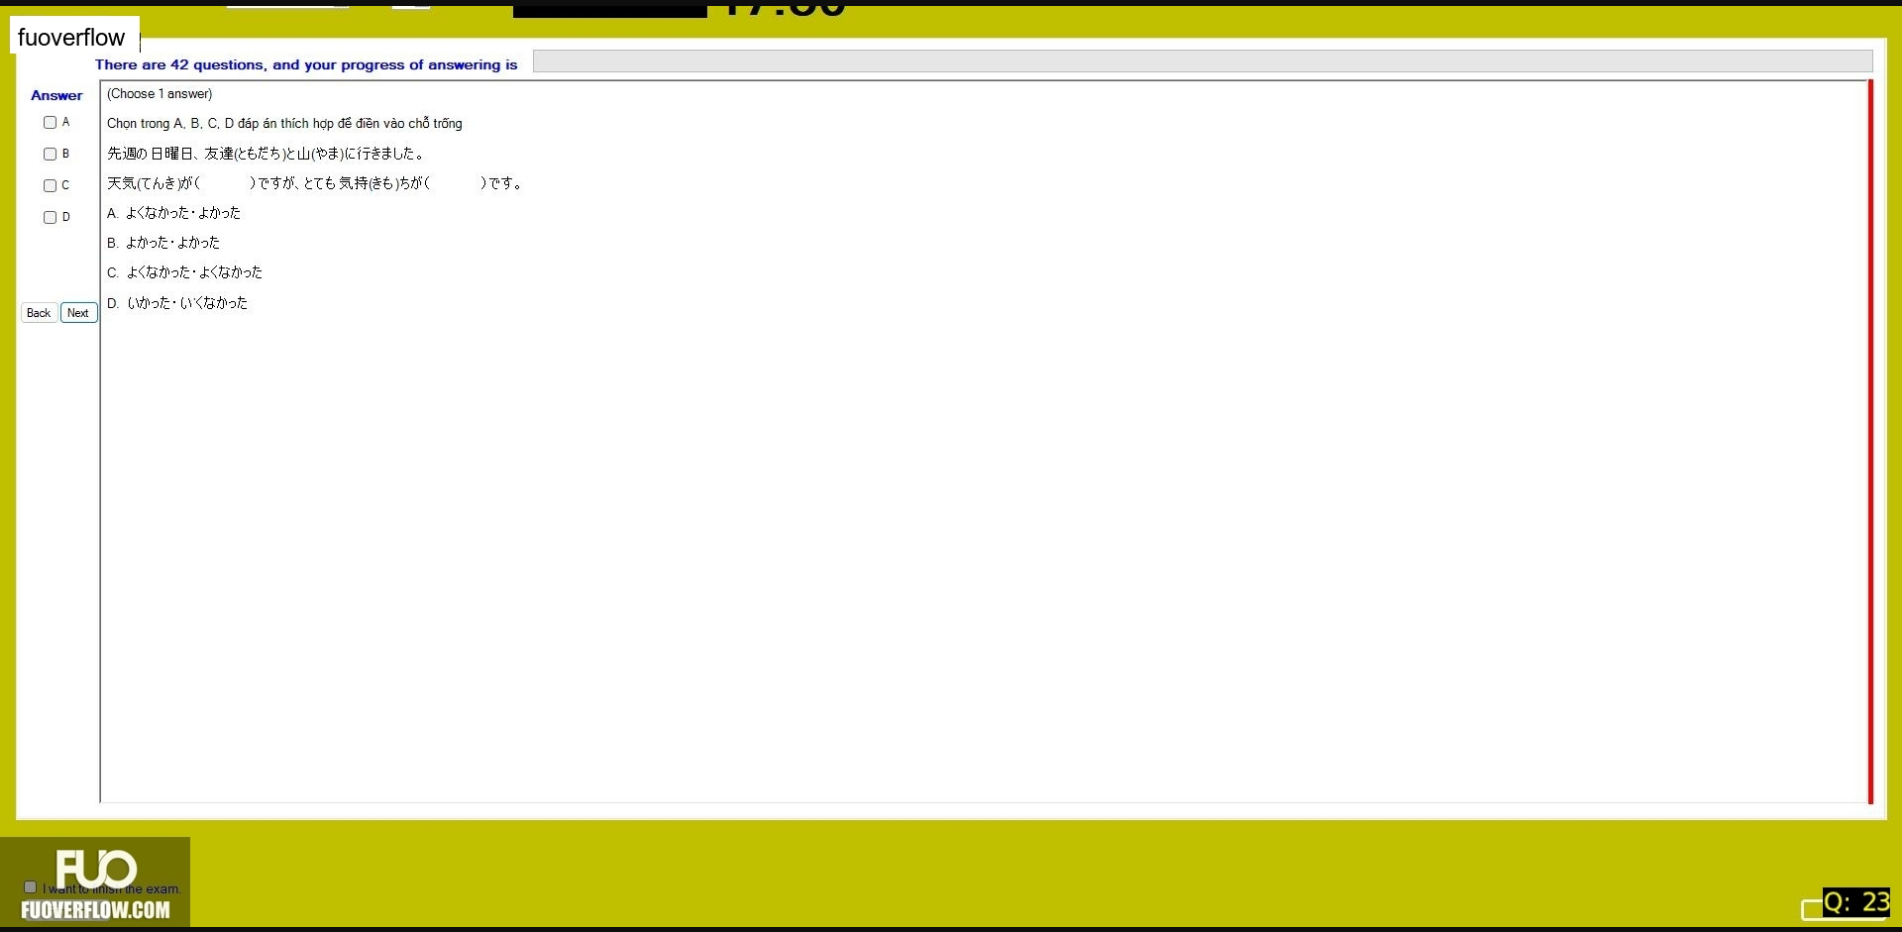 fuoverflow
There are 42 questions, and your progress of answering is
Answer
(Choose 1 answer)
A
Chọn trong A, B, C, D đáp án thích hợp để điền vào chỗ trống
B
先週の日曜日、友達(ともだち)と山(やま)に行きました。
C
天気(てんき)が(　　　)ですが、とても気持(きも)ちが(　　　)です。
D
A. よくなかった・よかった
B. よかった・よかった
C. よくなかった・よくなかった
D. いかった・いくなかった
Back Next
FUO
I want to finish the exam.
FUOVERFLOW.COM
Q: 23